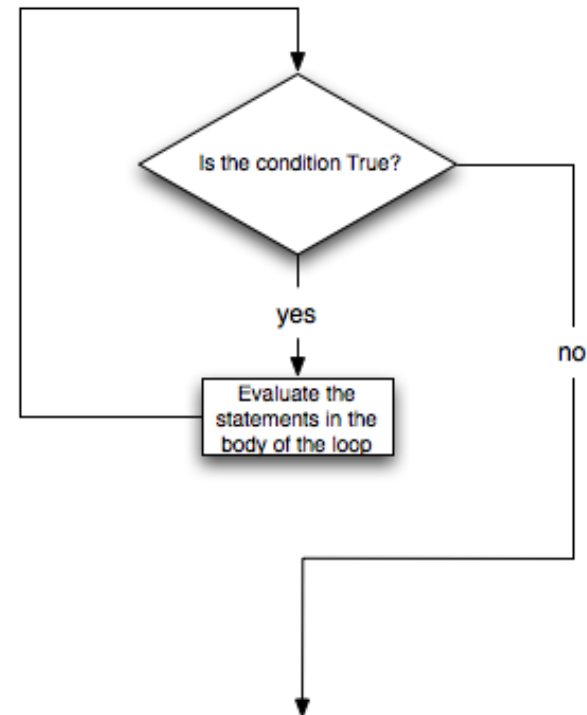 Is the condition True?
yes
no
Evaluate the
statements in the
body of the loop